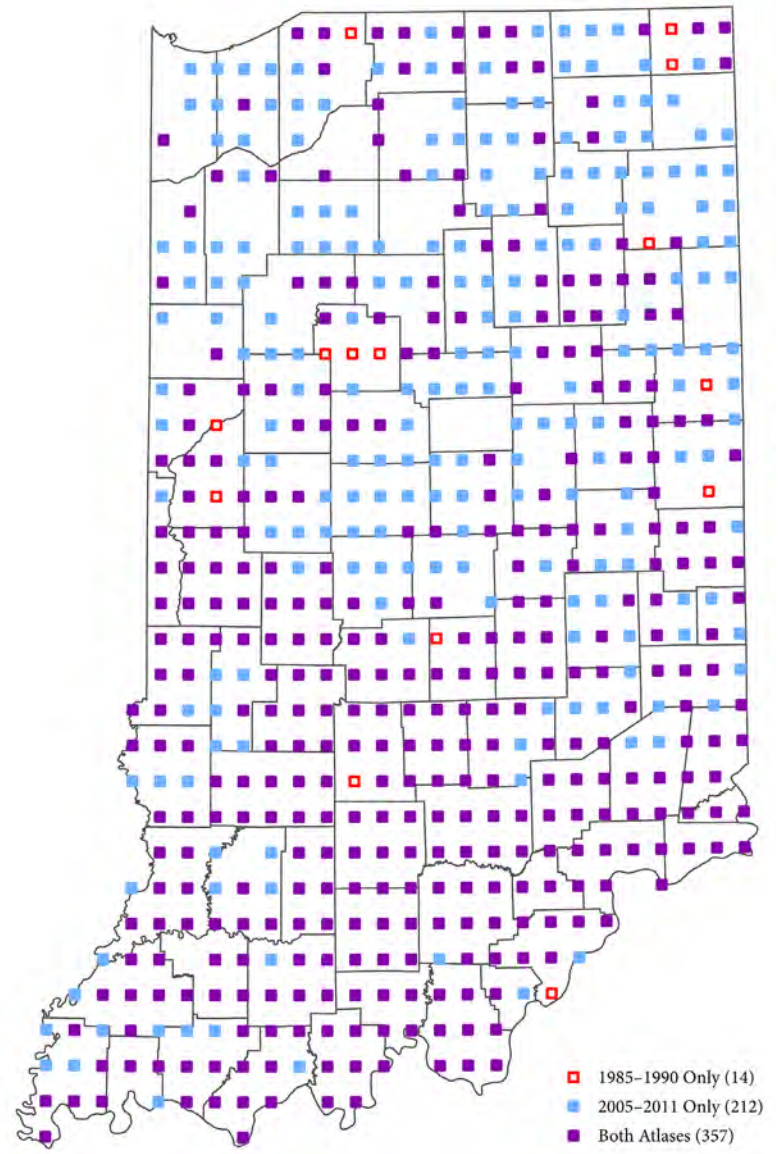 1985–1990 Only (14)
2005–2011 Only (212)
Both Atlases (357)